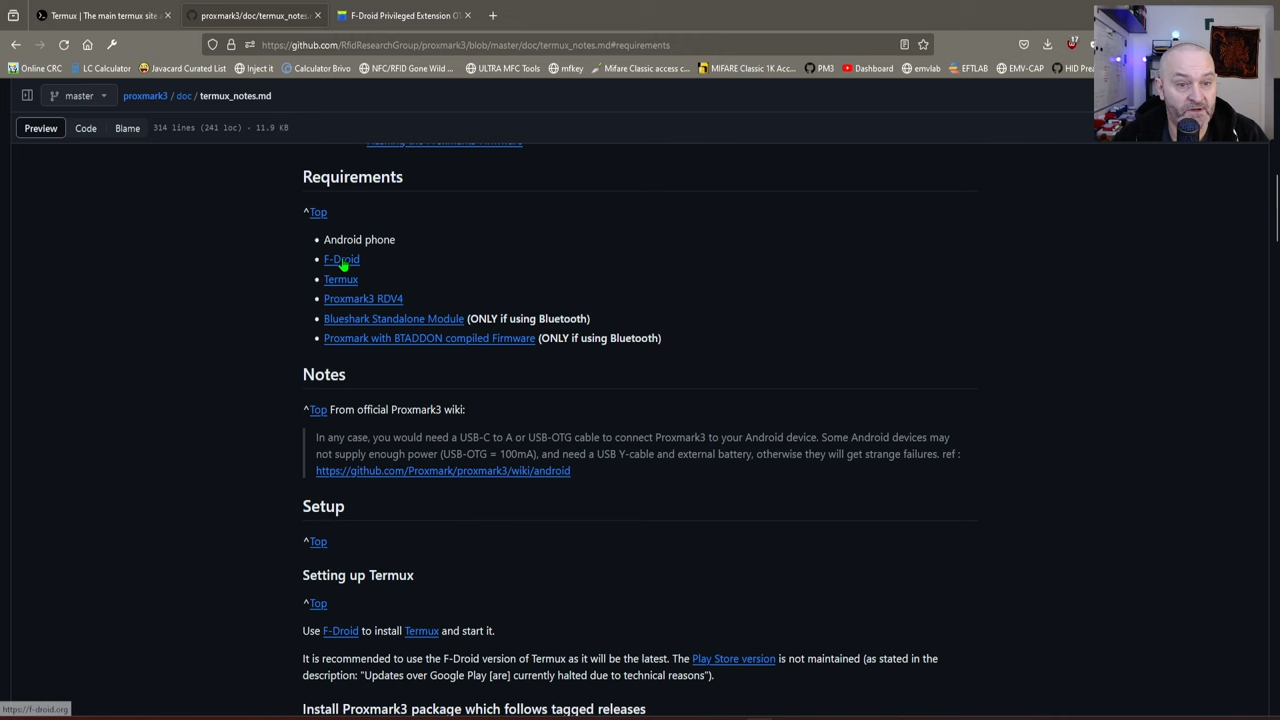 Termux | The main termux site
proxmark3/doc/termux_notes.
F-Droid Privileged Extension OT
https://github.com/RfidResearchGroup/proxmark3/blob/master/doc/termux_notes.md#requirements
17
Online CRC
LC Calculator
Javacard Curated List
Inject it
Calculator Brivo
NFC/RFID Gone Wild ...
ULTRA MFC Tools
mfkey
Mifare Classic access c...
MIFARE Classic 1K Acc...
PM3
Dashboard
emvlab
EFTLAB
EMV-CAP
HID Prea
master
proxmark3 / doc / termux_notes.md
Preview
Code
Blame
314 lines (241 loc) · 11.9 KB
Requirements
^Top
• Android phone
• F-Droid
• Termux
• Proxmark3 RDV4
• Blueshark Standalone Module (ONLY if using Bluetooth)
• Proxmark with BTADDON compiled Firmware (ONLY if using Bluetooth)
Notes
^Top From official Proxmark3 wiki:
In any case, you would need a USB-C to A or USB-OTG cable to connect Proxmark3 to your Android device. Some Android devices may
not supply enough power (USB-OTG = 100mA), and need a USB Y-cable and external battery, otherwise they will get strange failures. ref :
https://github.com/Proxmark/proxmark3/wiki/android
Setup
^Top
Setting up Termux
^Top
Use F-Droid to install Termux and start it.
It is recommended to use the F-Droid version of Termux as it will be the latest. The Play Store version is not maintained (as stated in the
description: "Updates over Google Play [are] currently halted due to technical reasons").
Install Proxmark3 package which follows tagged releases
https://f-droid.org